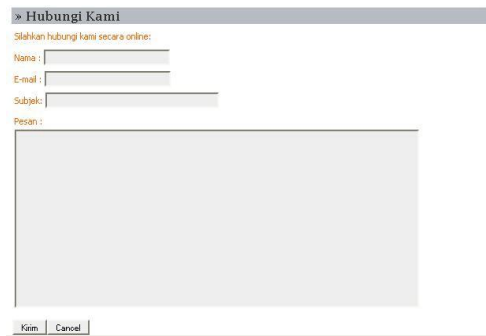 » Hubungi Kami
Silahkan hubungi kami secara online:
Nama :
E-mail :
Subjek:
Pesan :
Kirim Cancel